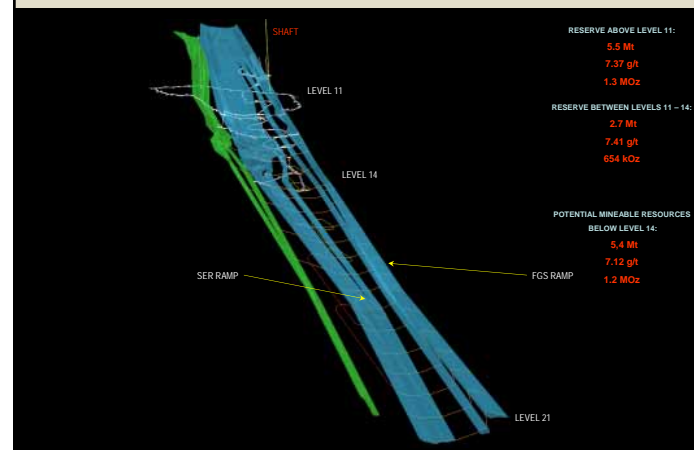 SHAFT
LEVEL 11
LEVEL 14
SER RAMP
FGS RAMP
LEVEL 21
RESERVE ABOVE LEVEL 11:
5.5 Mt
7.37 g/t
1.3 MOz
RESERVE BETWEEN LEVELS 11 – 14:
2.7 Mt
7.41 g/t
654 kOz
POTENTIAL MINEABLE RESOURCES
BELOW LEVEL 14:
5,4 Mt
7.12 g/t
1.2 MOz